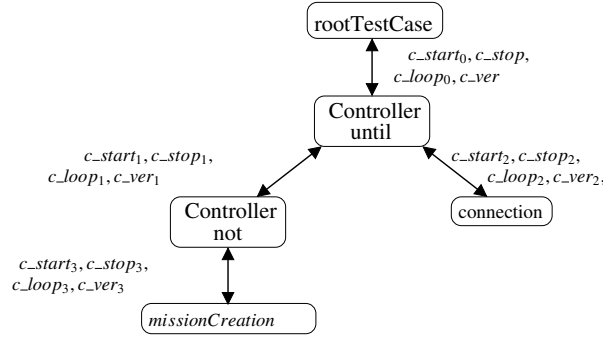 rootTestCase
c_start₀, c_stop,
c_loop₀, c_ver
Controller
until
c_start₁, c_stop₁,
c_loop₁, c_ver₁
c_start₂, c_stop₂,
c_loop₂, c_ver₂,
Controller
not
connection
c_start₃, c_stop₃,
c_loop₃, c_ver₃
missionCreation